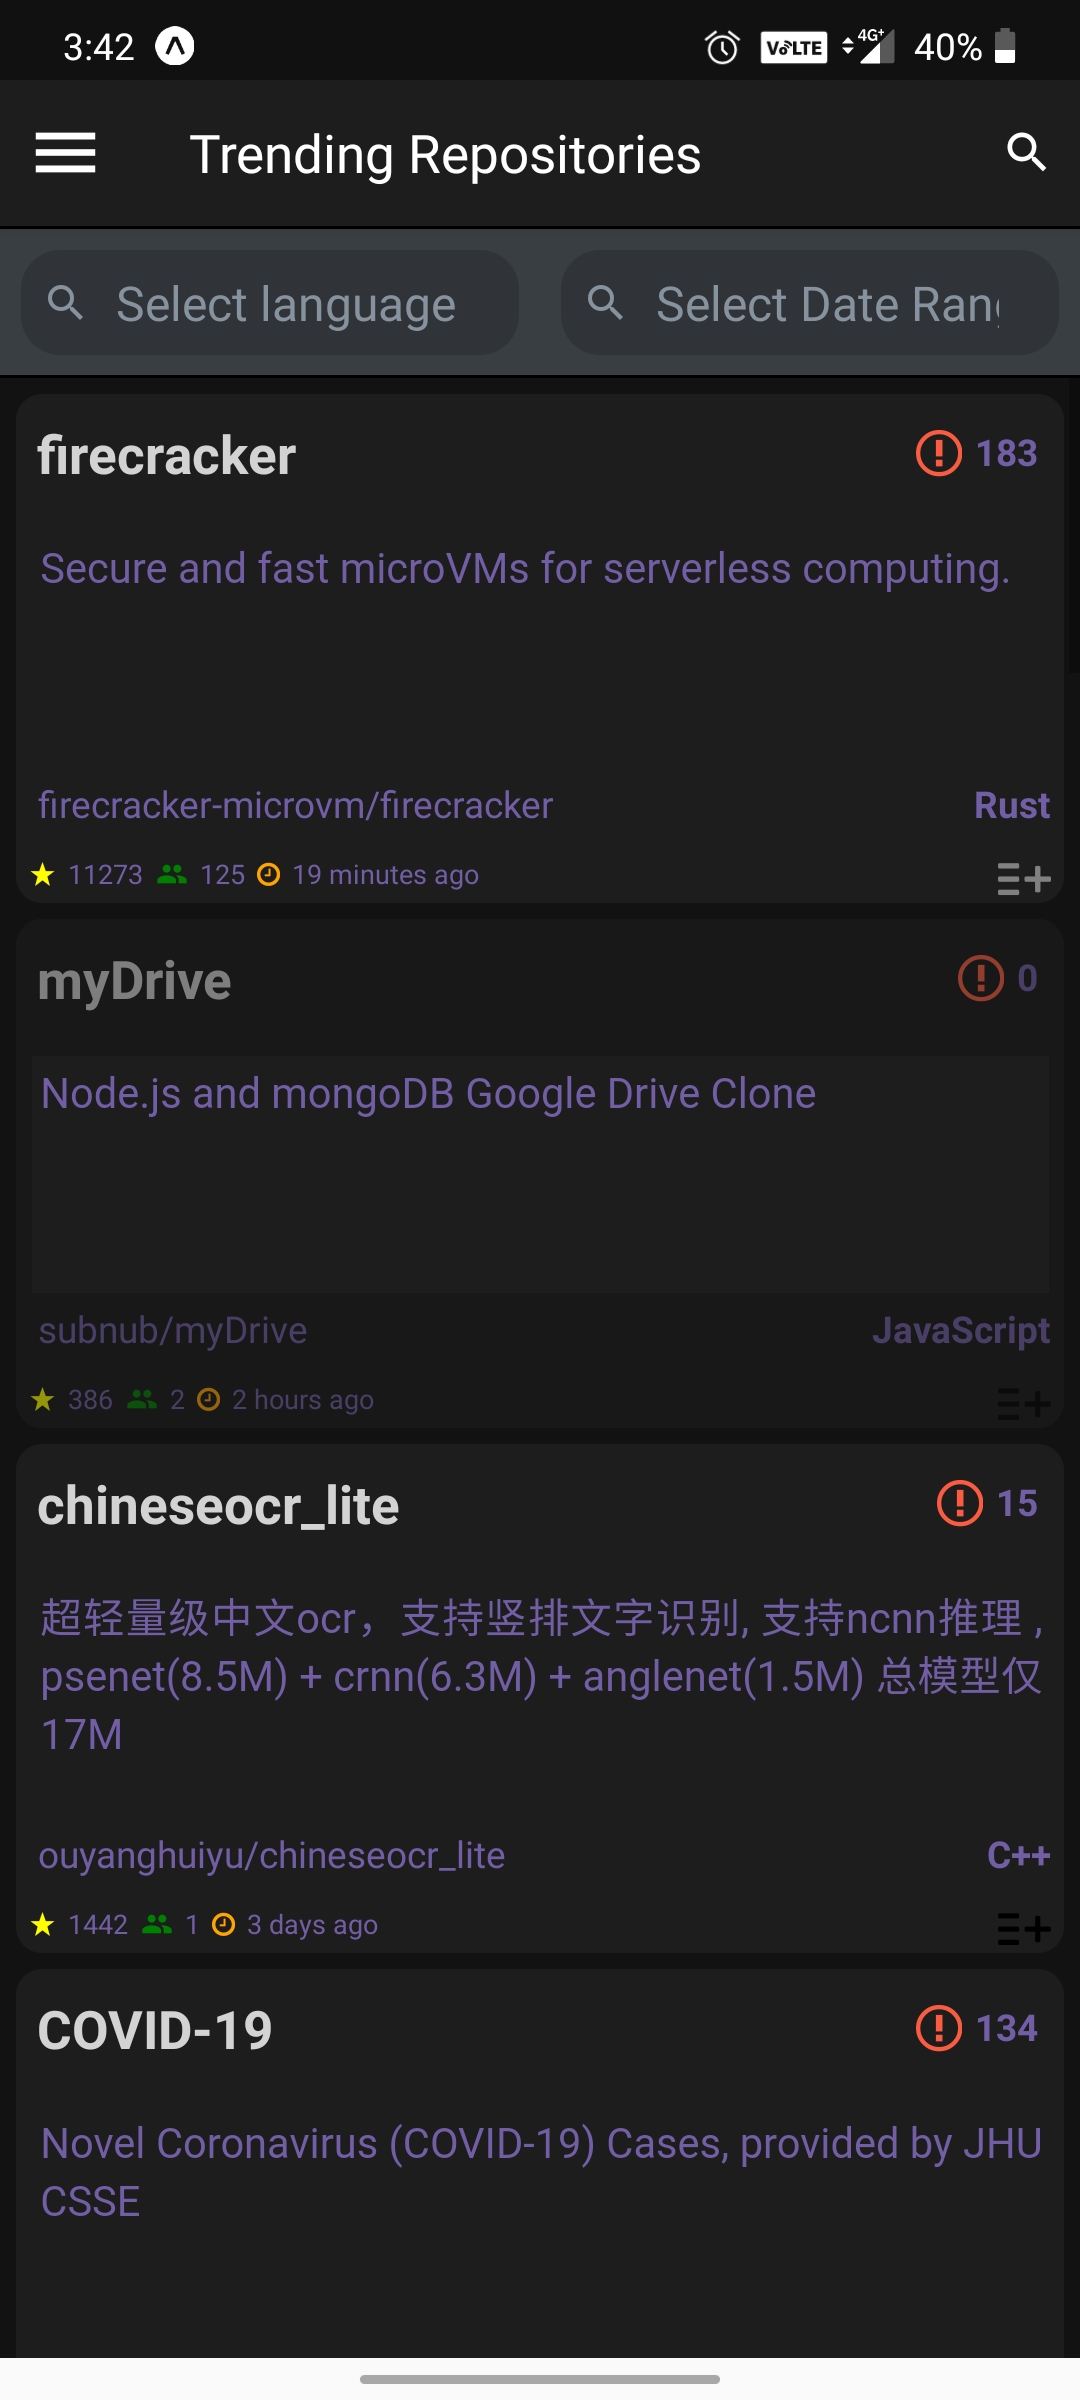 3:42
VoLTE 4G+ 40%
Trending Repositories
Select language
Select Date Rang
firecracker
183
Secure and fast microVMs for serverless computing.
firecracker-microvm/firecracker
Rust
11273 125 19 minutes ago
myDrive
0
Node.js and mongoDB Google Drive Clone
subnub/myDrive
JavaScript
386 2 2 hours ago
chineseocr_lite
15
超轻量级中文ocr，支持竖排文字识别, 支持ncnn推理 ,
psenet(8.5M) + crnn(6.3M) + anglenet(1.5M) 总模型仅
17M
ouyanghuiyu/chineseocr_lite
C++
1442 1 3 days ago
COVID-19
134
Novel Coronavirus (COVID-19) Cases, provided by JHU
CSSE